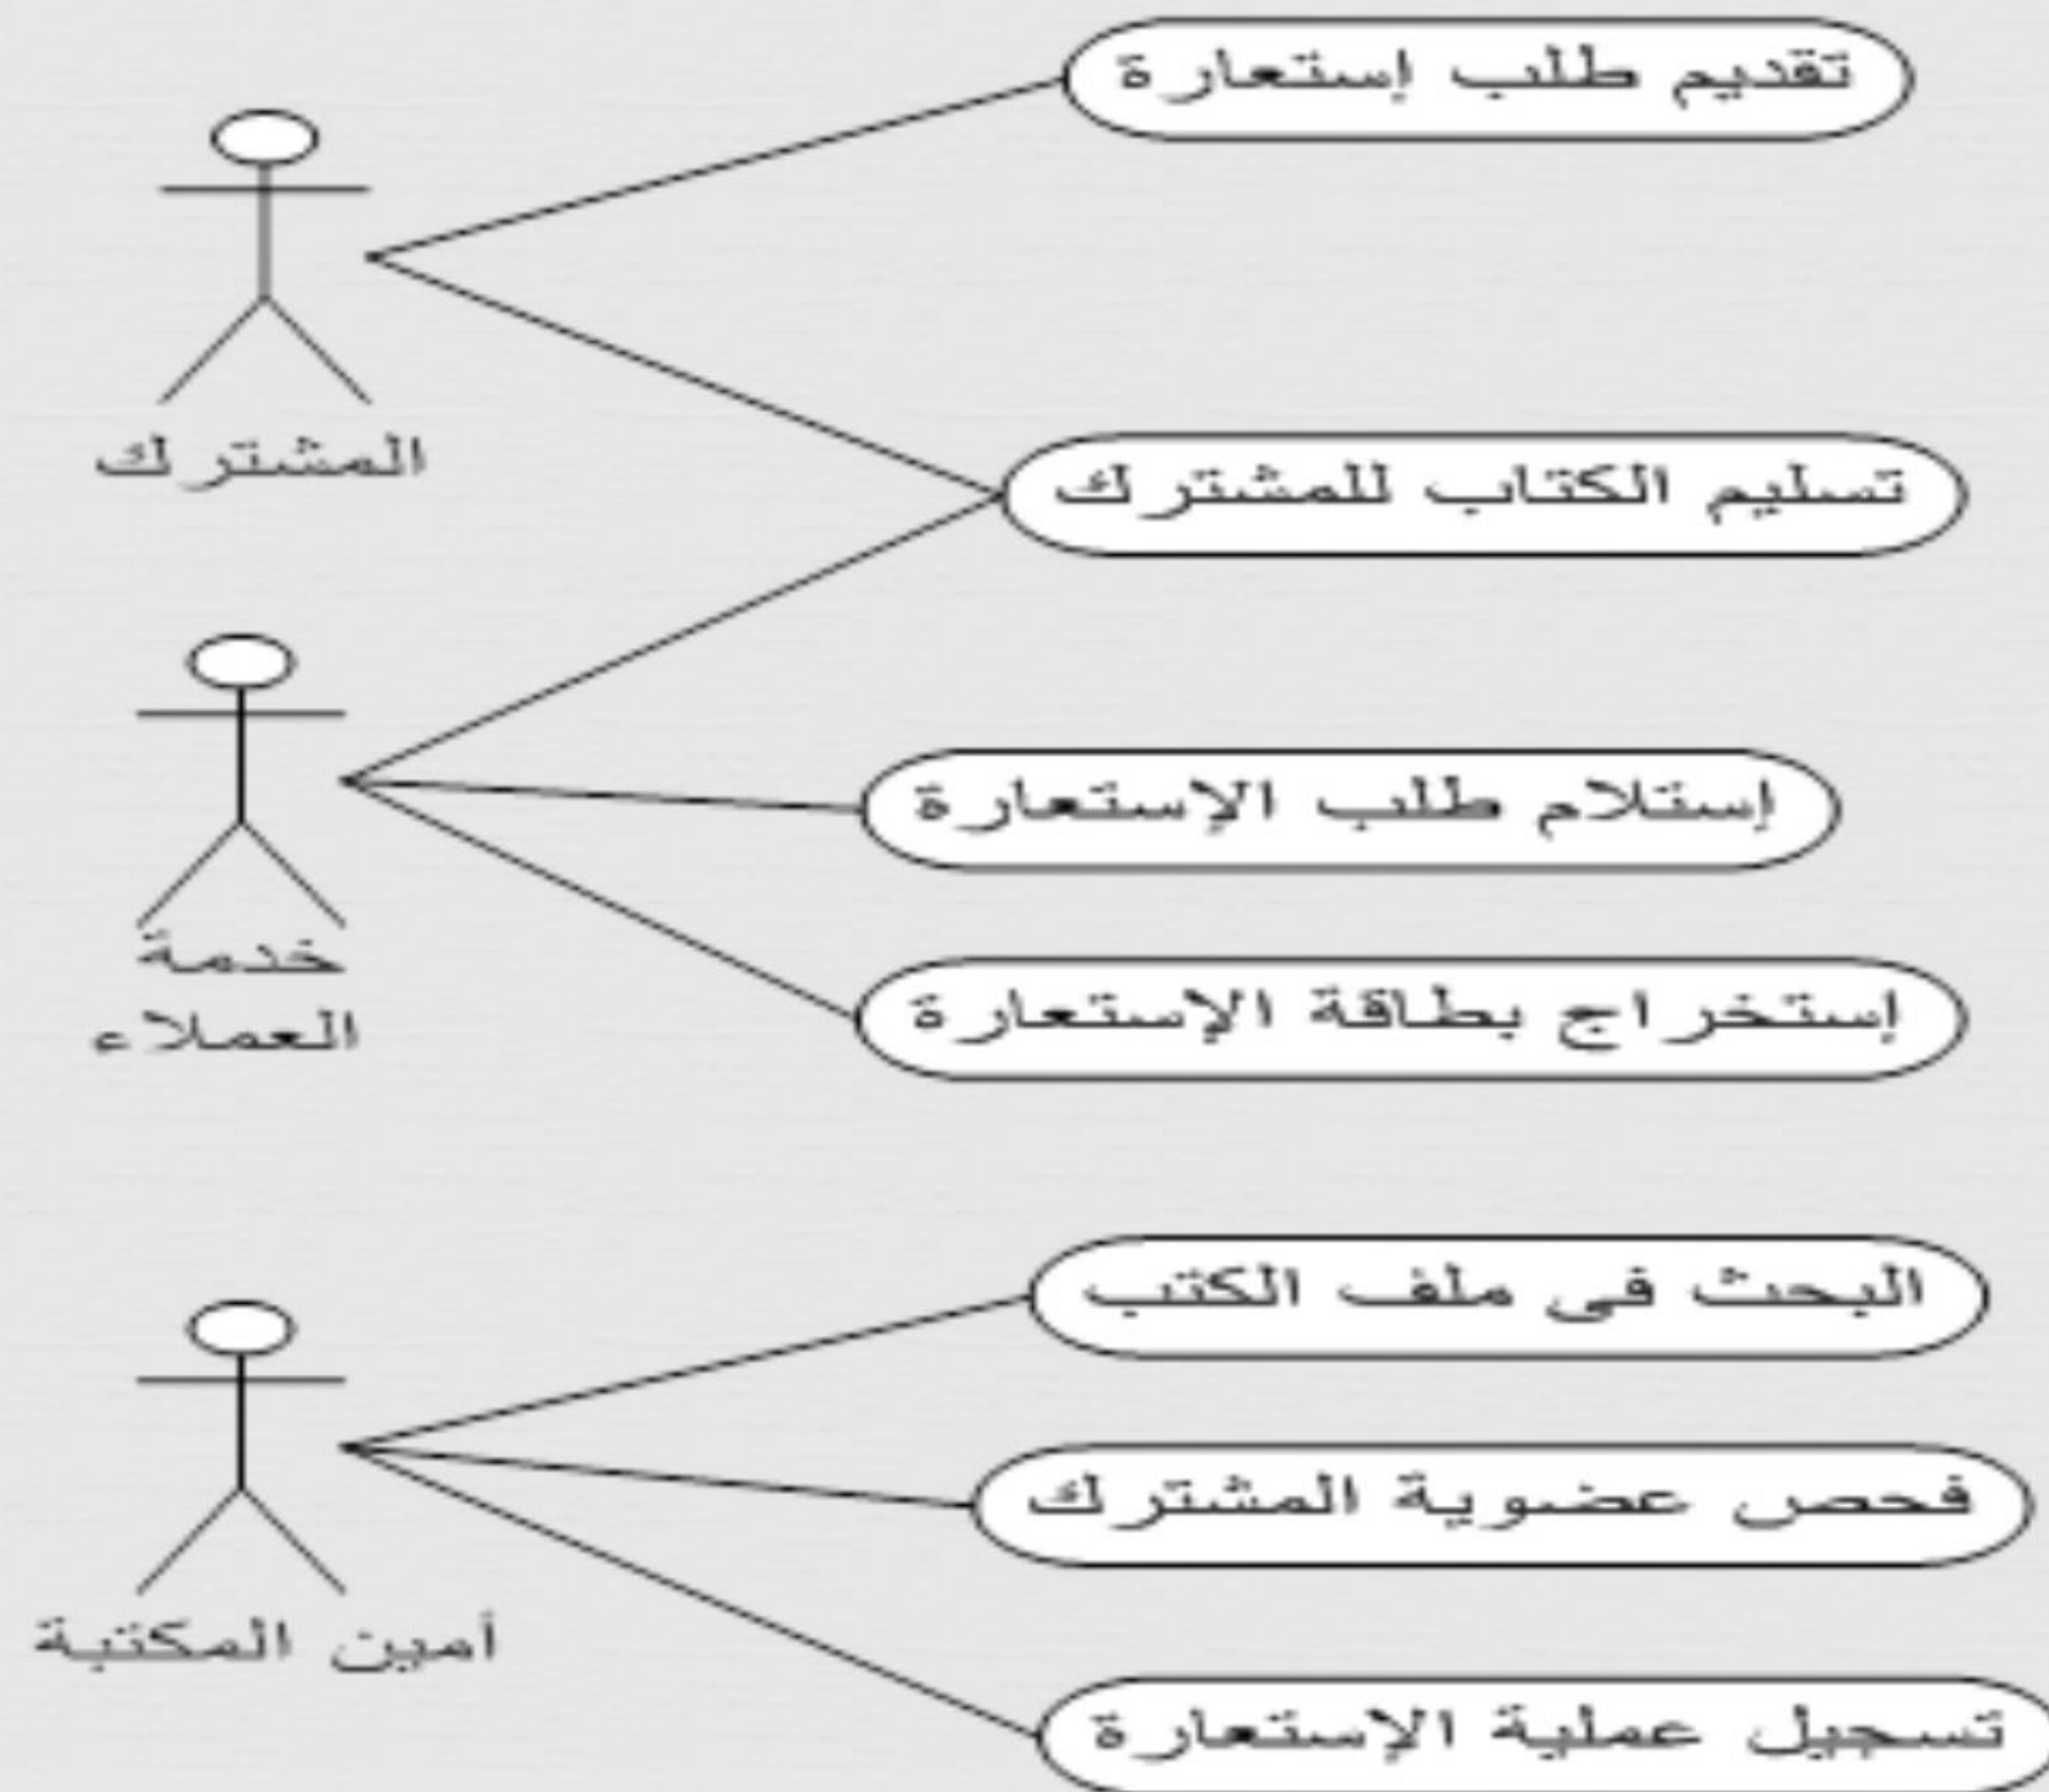 تقديم طلب إستعارة
المشترك
تسليم الكتاب للمشترك
إستلام طلب الإستعارة
خدمة
العملاء
إستخراج بطاقة الإستعارة
البحث فى ملف الكتب
فحص عضوية المشترك
أمين المكتبة
تسجيل عملية الإستعارة